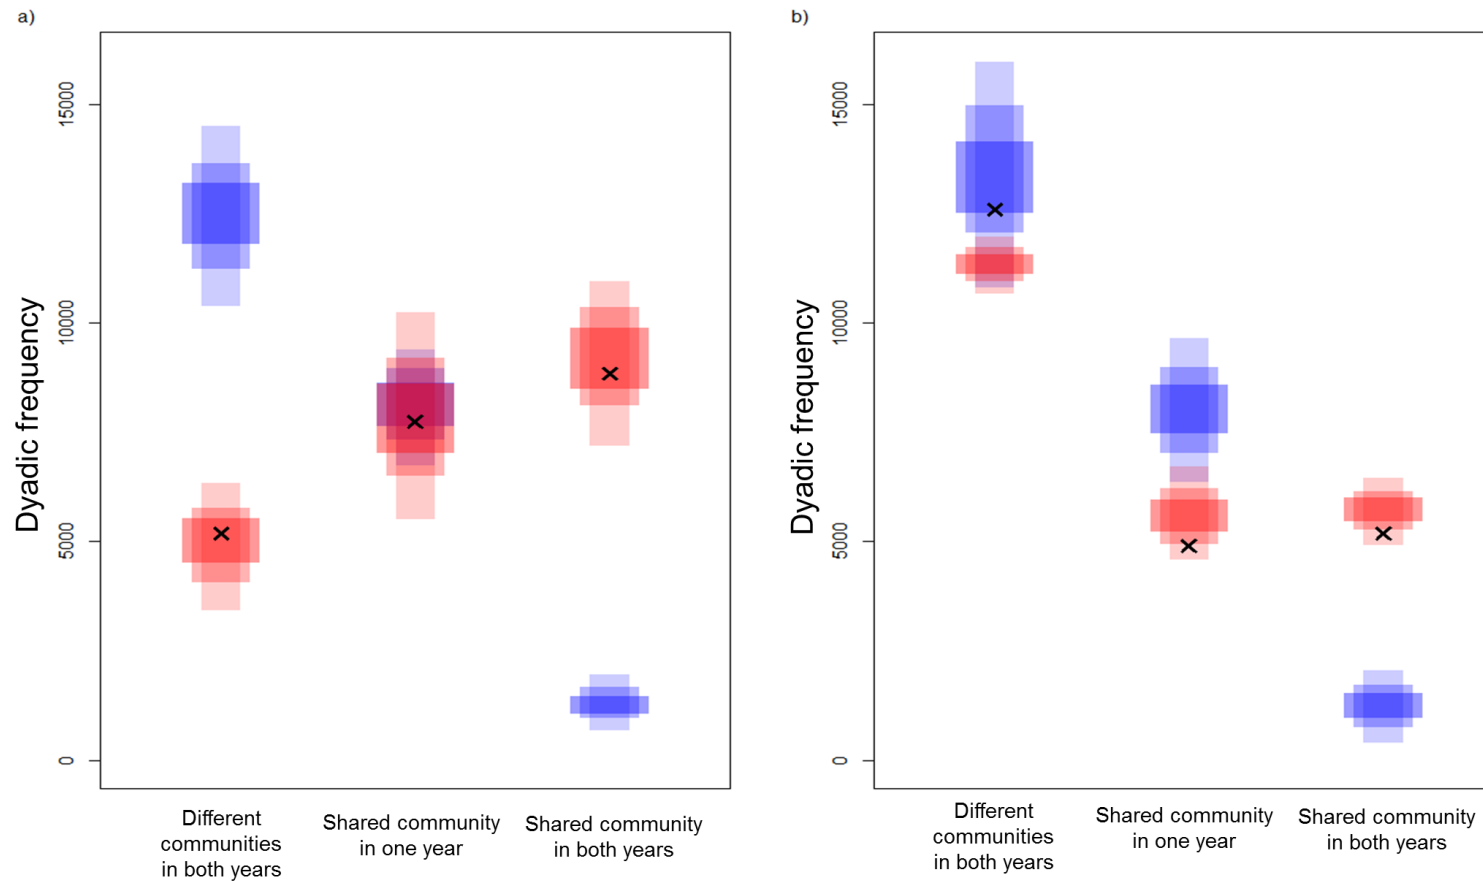 a)
Dyadic frequency
15000
10000
5000
0
Different
communities
in both years
Shared community
in one year
Shared community
in both years
b)
Dyadic frequency
15000
10000
5000
0
Different
communities
in both years
Shared community
in one year
Shared community
in both years